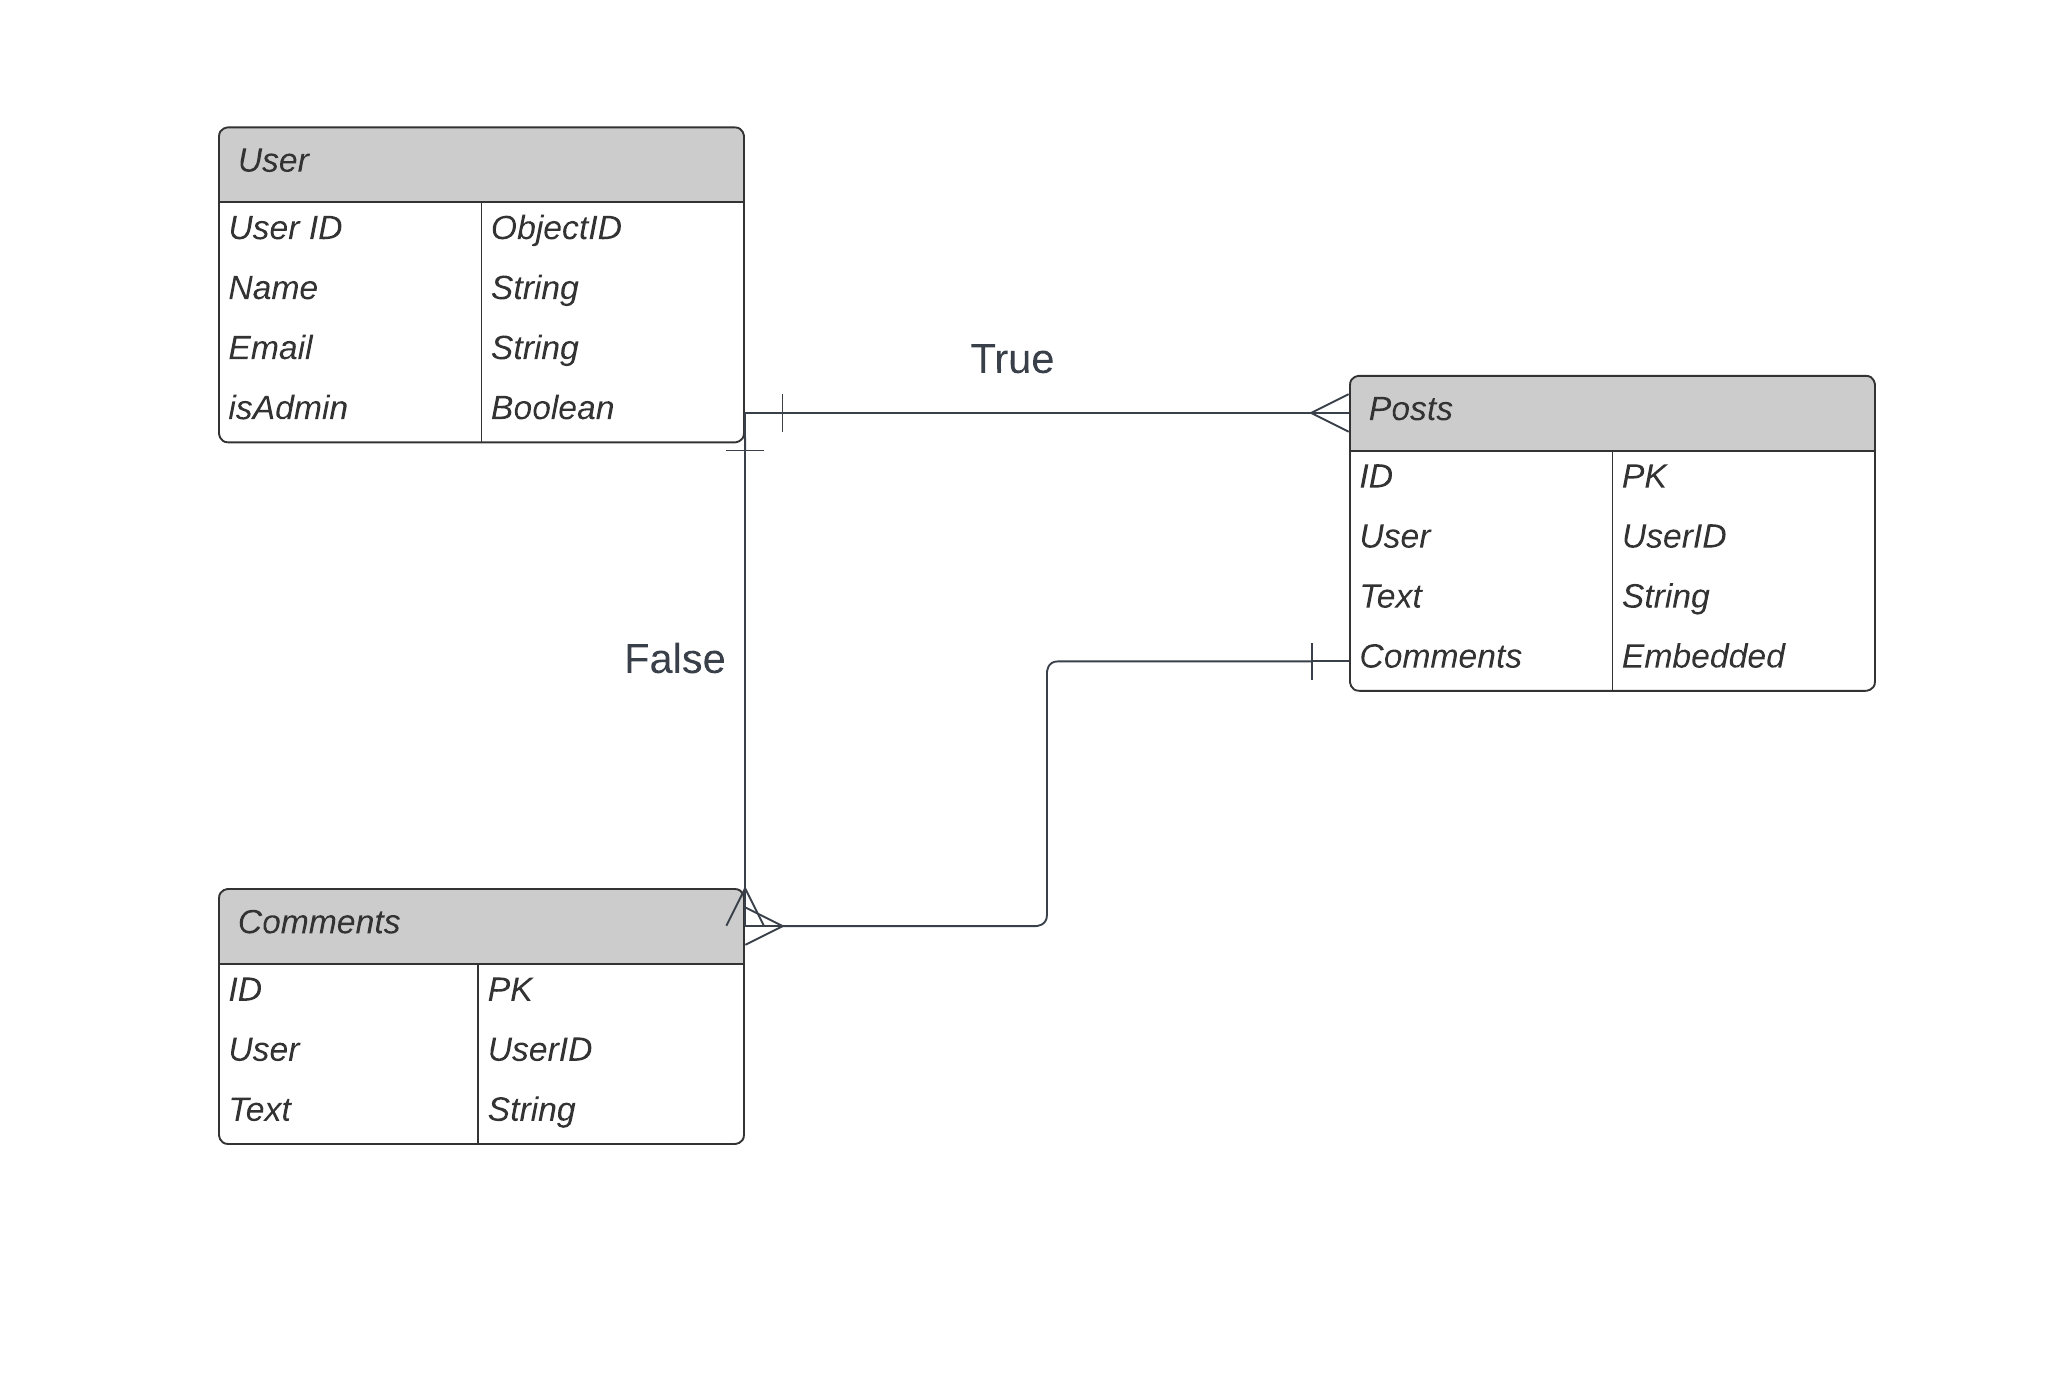 User
User ID ObjectID
Name String
Email String
isAdmin Boolean
True
Posts
ID PK
User UserID
Text String
Comments Embedded
False
Comments
ID PK
User UserID
Text String